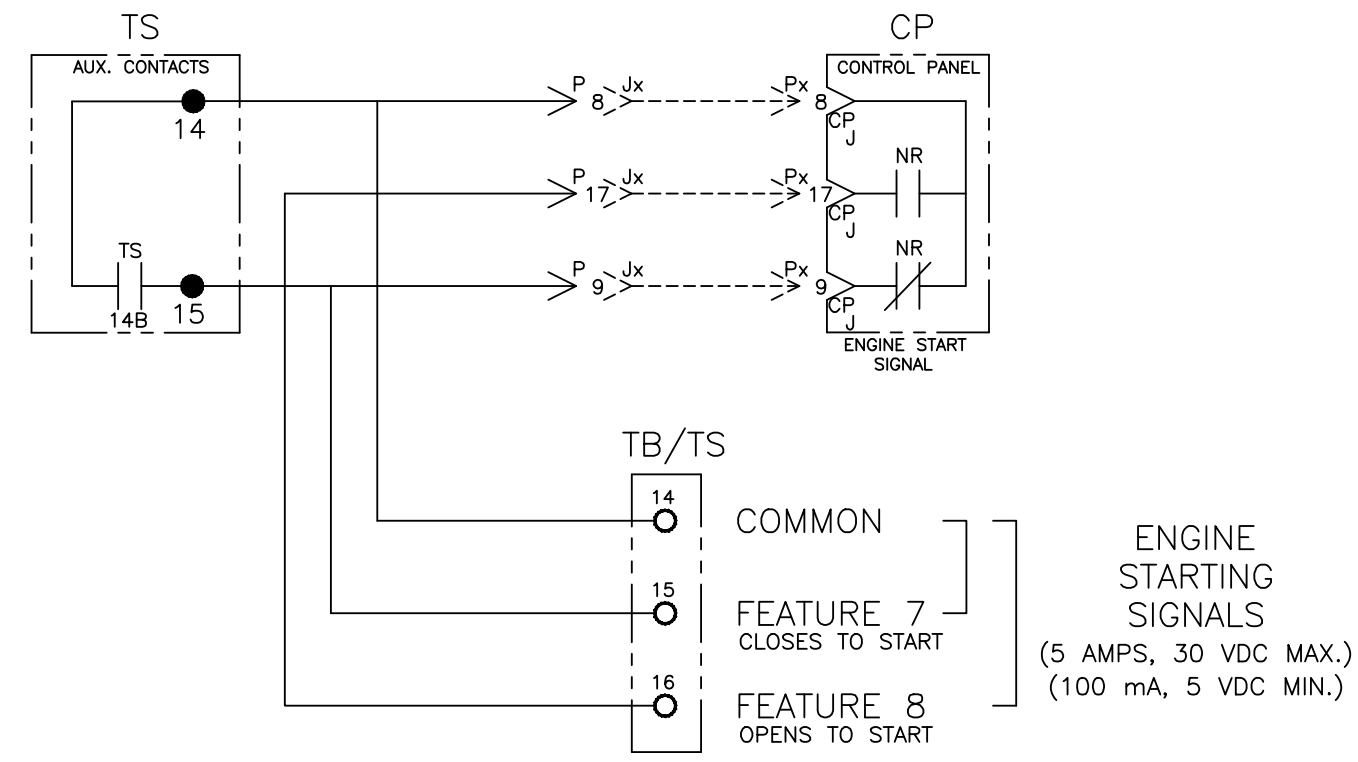 TS
AUX. CONTACTS
14
TS
14B
15
P 8 Jx
Px 8
CP
J
P 17 Jx
Px 17
CP
J
P 9 Jx
Px 9
CP
J
CP
CONTROL PANEL
NR
NR
ENGINE START
SIGNAL
TB/TS
14
COMMON
15
FEATURE 7
CLOSES TO START
16
FEATURE 8
OPENS TO START
ENGINE
STARTING
SIGNALS
(5 AMPS, 30 VDC MAX.)
(100 mA, 5 VDC MIN.)